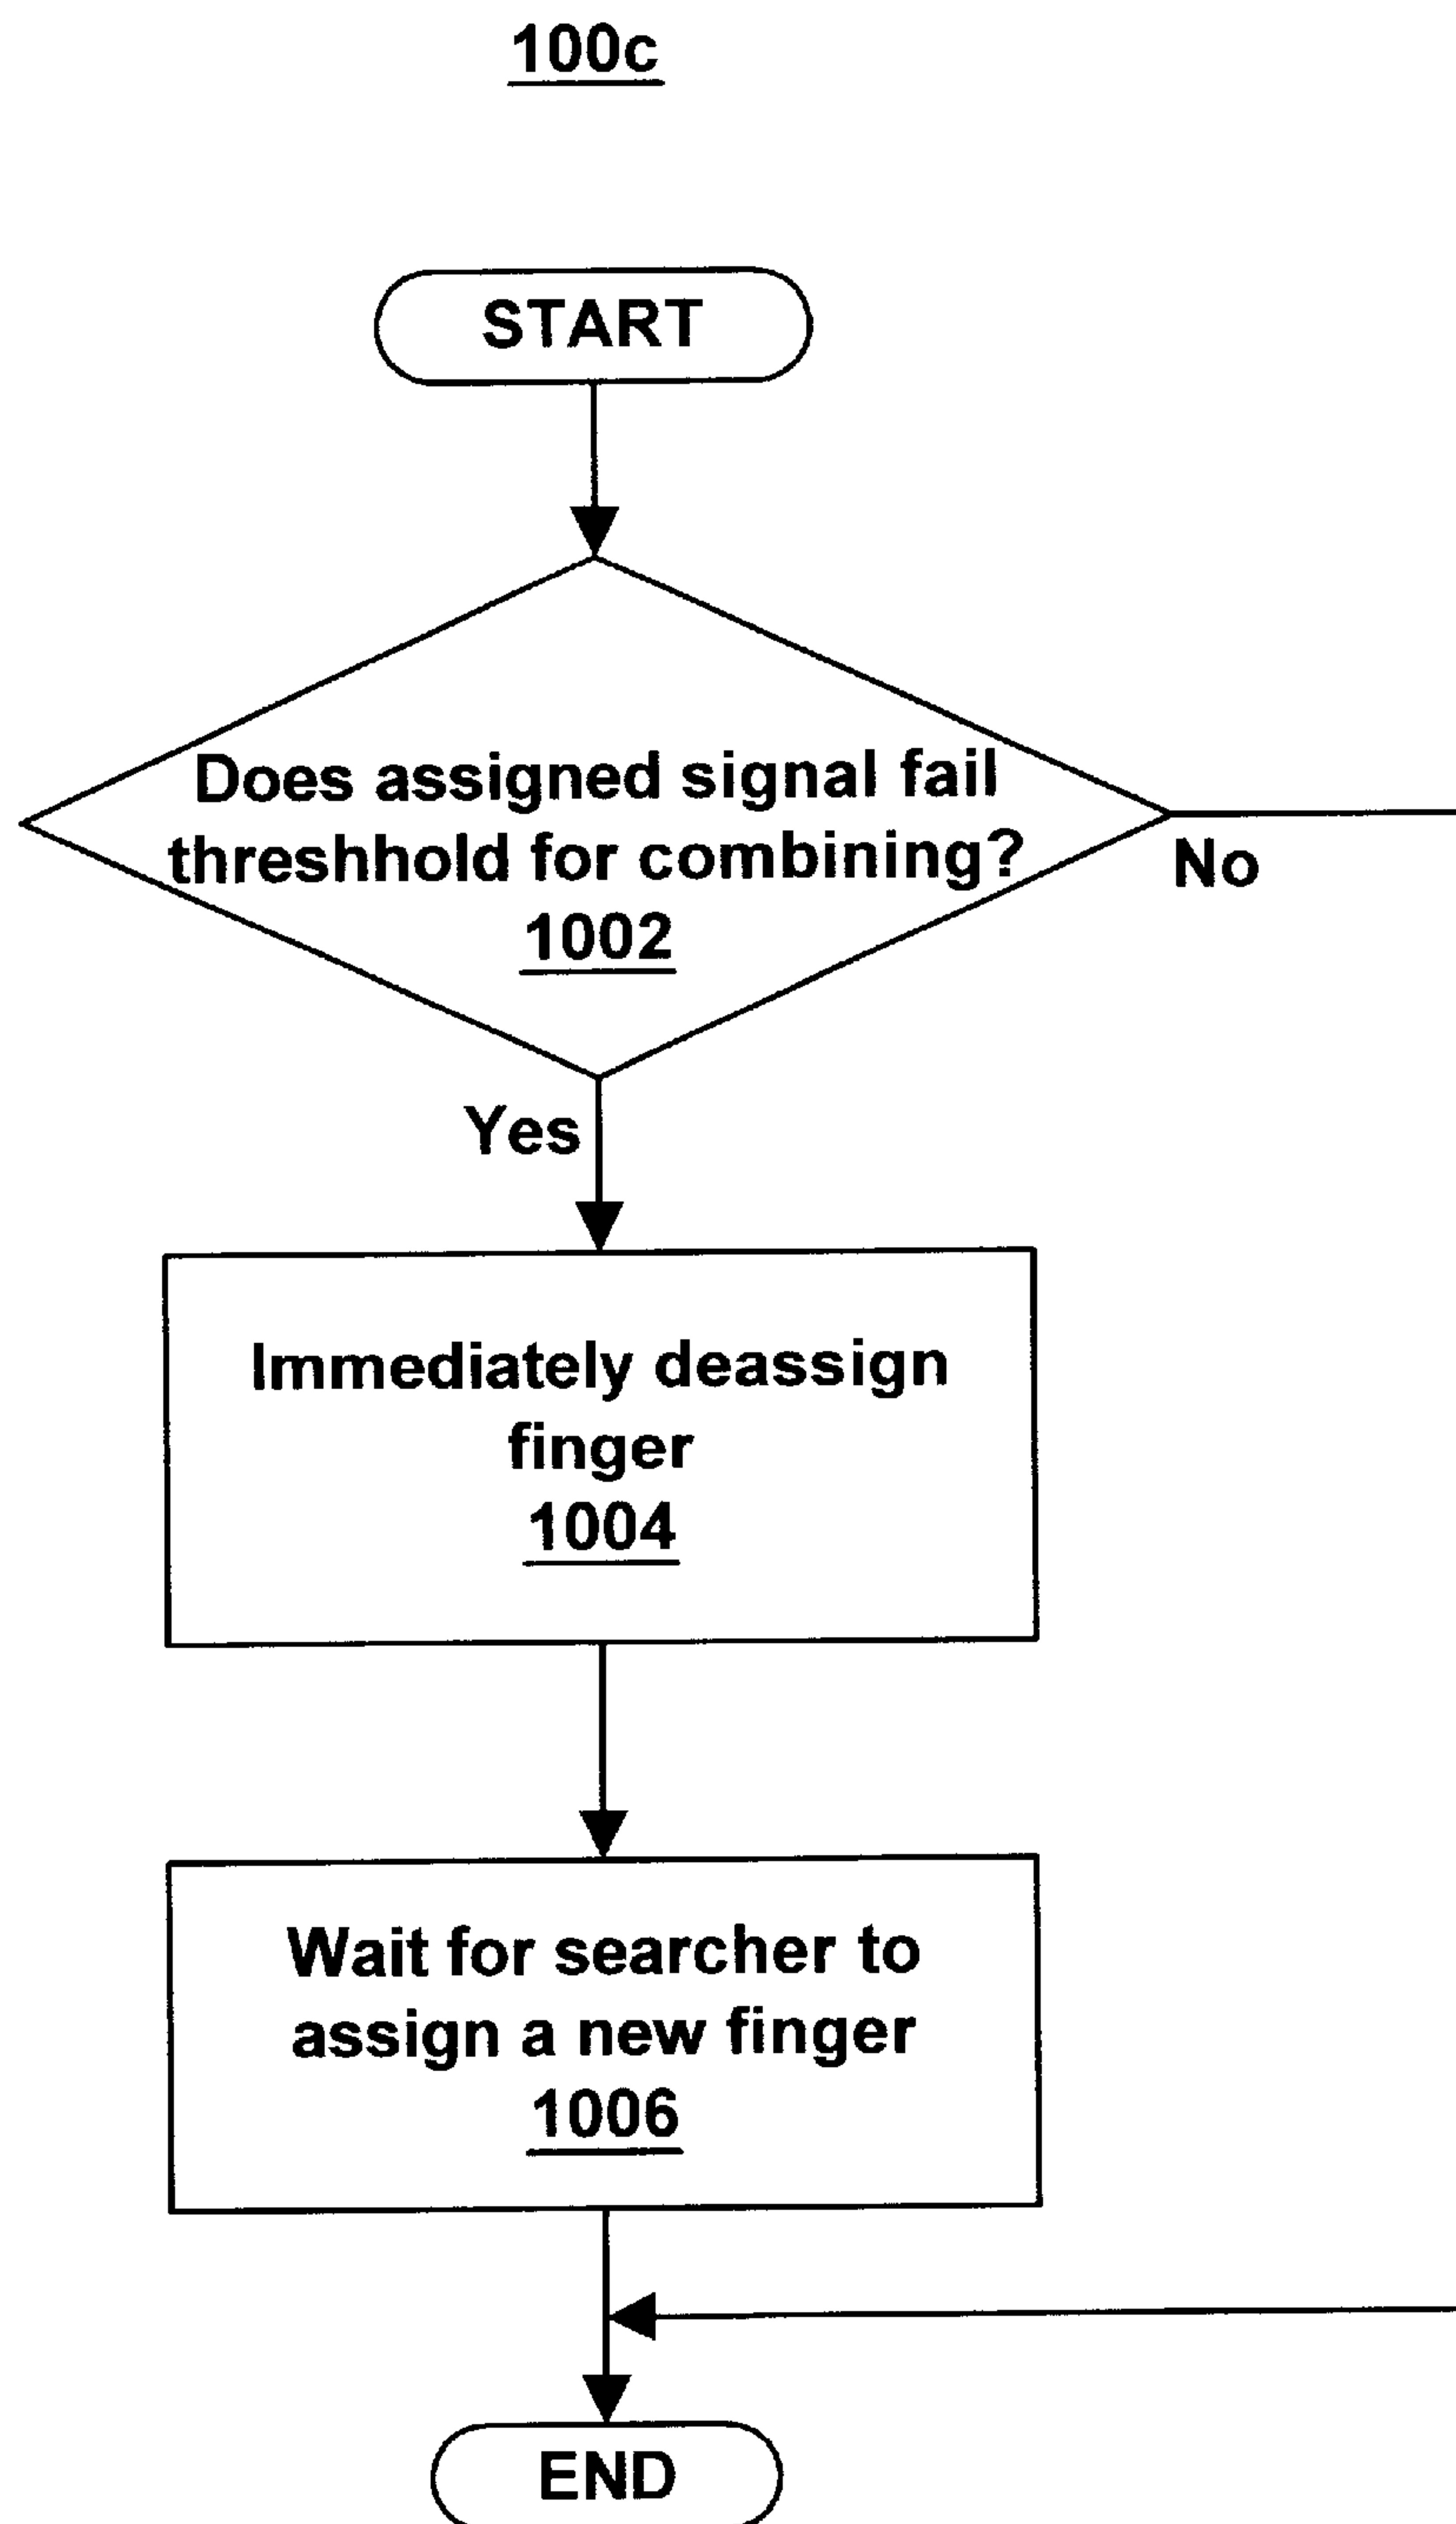 100c
START
Does assigned signal fail
threshhold for combining?
1002
No
Yes
Immediately deassign
finger
1004
Wait for searcher to
assign a new finger
1006
END